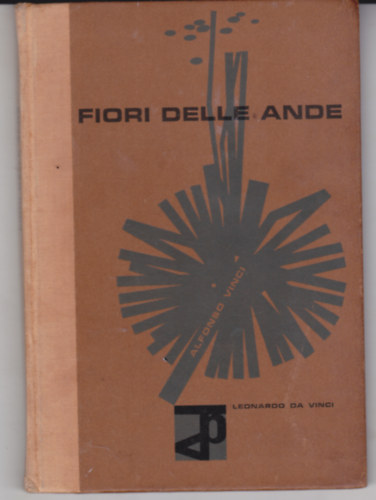 FIORI DELLE ANDE
ALFONSO VINCI
LEONARDO DA VINCI